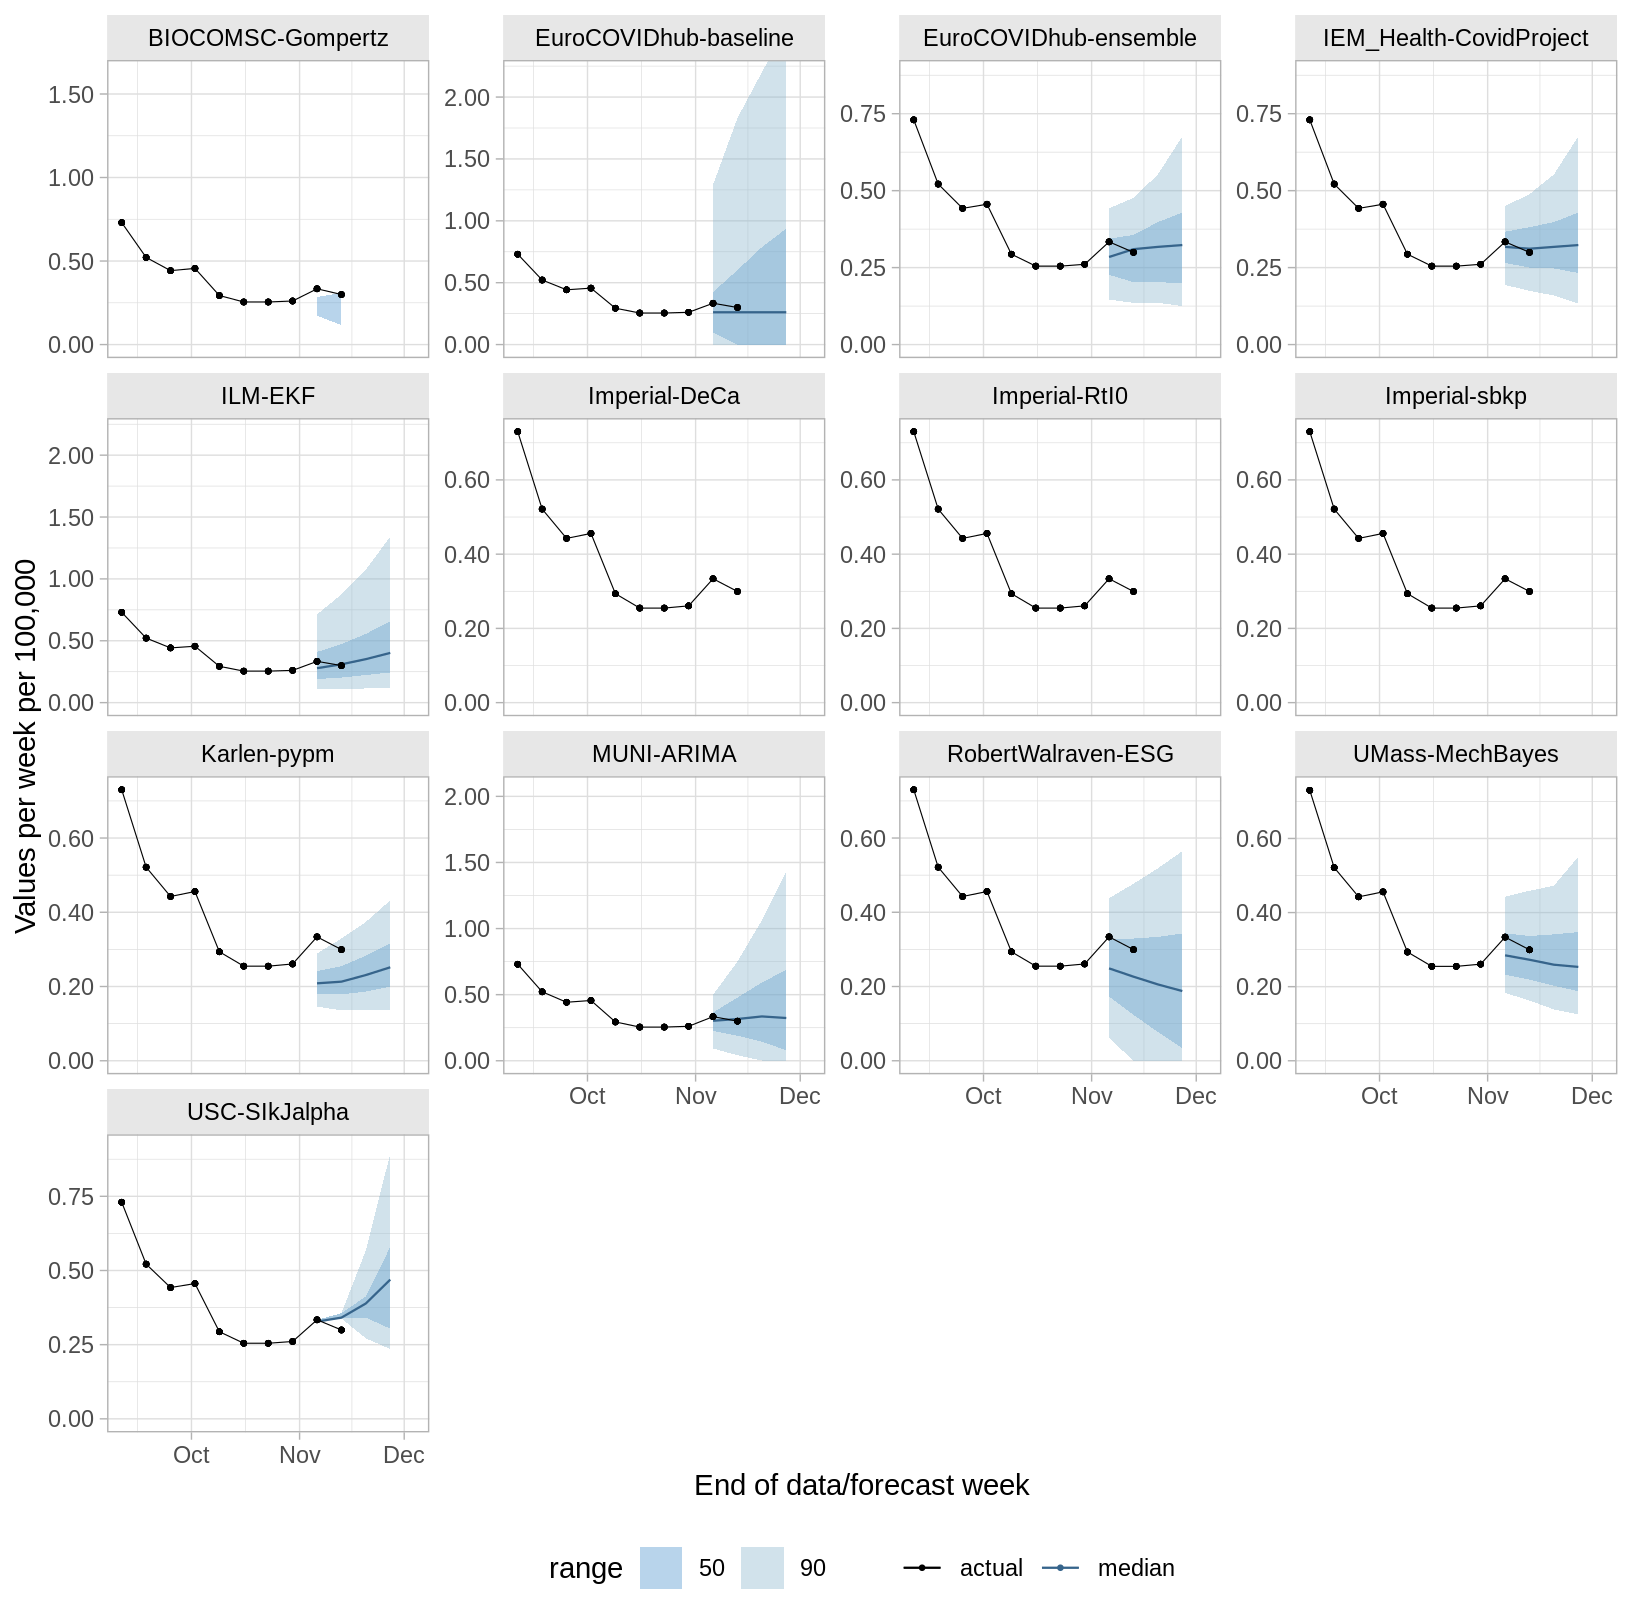 BIOCOMSC-Gompertz
EuroCOVIDhub-baseline
EuroCOVIDhub-ensemble
IEM_Health-CovidProject
1.50
1.00
0.50
0.00
2.00
1.50
1.00
0.50
0.00
0.75
0.50
0.25
0.00
0.75
0.50
0.25
0.00
ILM-EKF
Imperial-DeCa
Imperial-RtI0
Imperial-sbkp
2.00
1.50
1.00
0.50
0.00
0.60
0.40
0.20
0.00
0.60
0.40
0.20
0.00
0.60
0.40
0.20
0.00
Values per week per 100,000
Karlen-pypm
MUNI-ARIMA
RobertWalraven-ESG
UMass-MechBayes
0.60
0.40
0.20
0.00
2.00
1.50
1.00
0.50
0.00
0.60
0.40
0.20
0.00
0.60
0.40
0.20
0.00
Oct Nov Dec
Oct Nov Dec
Oct Nov Dec
USC-SIkJalpha
0.75
0.50
0.25
0.00
Oct Nov Dec
End of data/forecast week
range 50 90 actual median